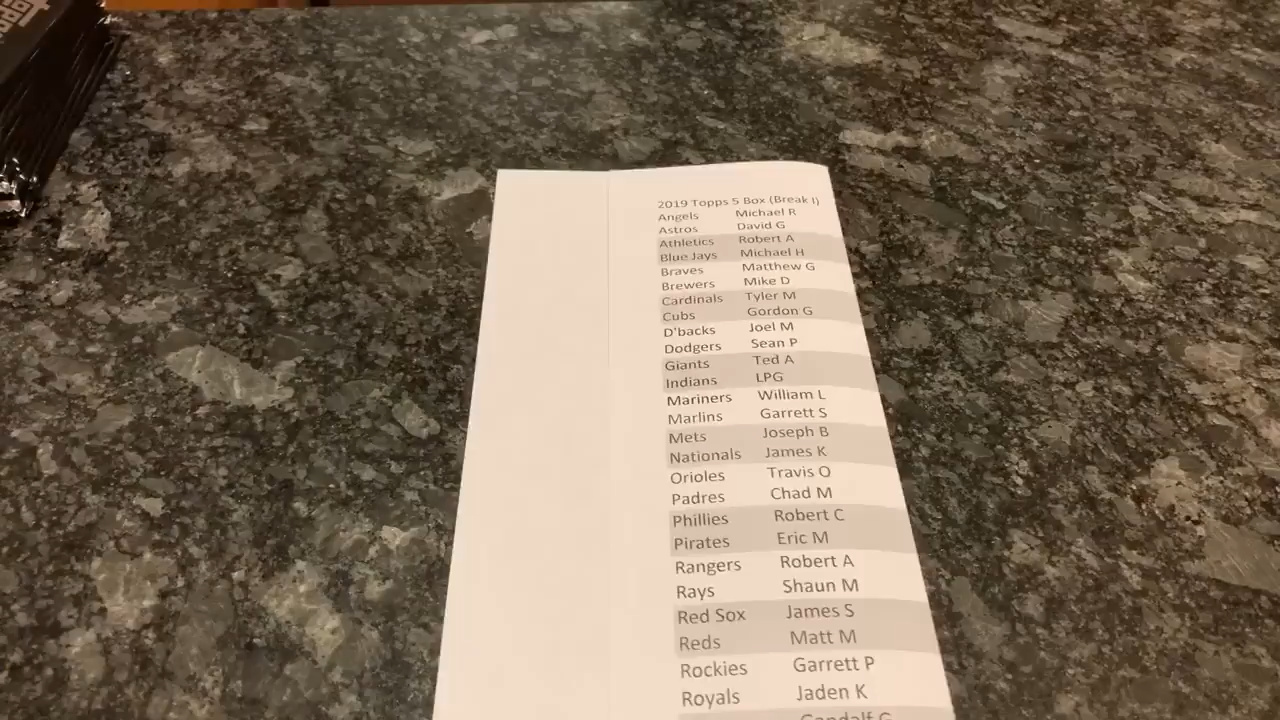 2019 Topps 5 Box (Break I)
Angels Michael R
Astros David G
Athletics Robert A
Blue Jays Michael H
Braves Matthew G
Brewers Mike D
Cardinals Tyler M
Cubs Gordon G
D'backs Joel M
Dodgers Sean P
Giants Ted A
Indians LPG
Mariners William L
Marlins Garrett S
Mets Joseph B
Nationals James K
Orioles Travis O
Padres Chad M
Phillies Robert C
Pirates Eric M
Rangers Robert A
Rays Shaun M
Red Sox James S
Reds Matt M
Rockies Garrett P
Royals Jaden K